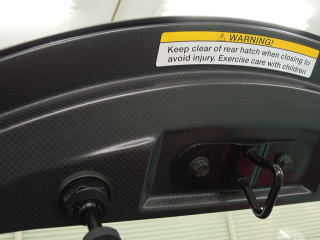 ⚠ WARNING!
Keep clear of rear hatch when closing to
avoid injury. Exercise care with children